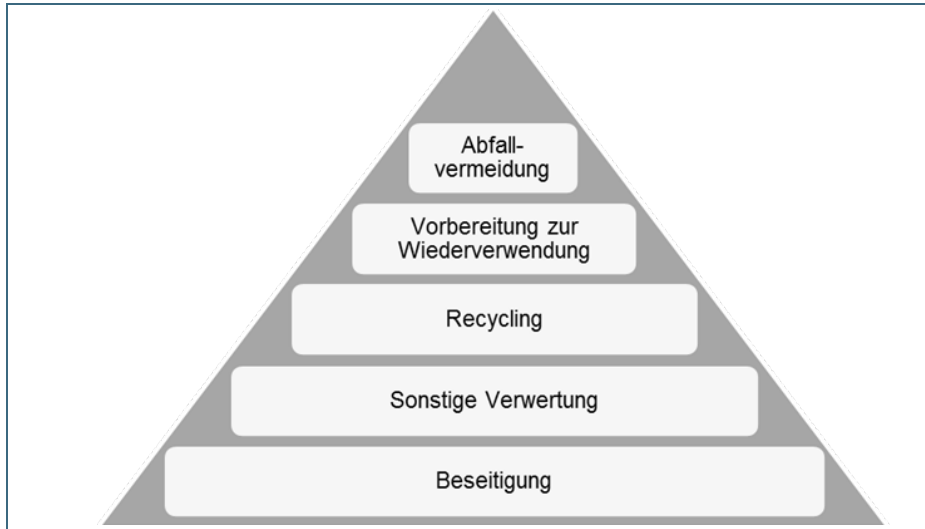 Abfall-
vermeidung
Vorbereitung zur
Wiederverwendung
Recycling
Sonstige Verwertung
Beseitigung